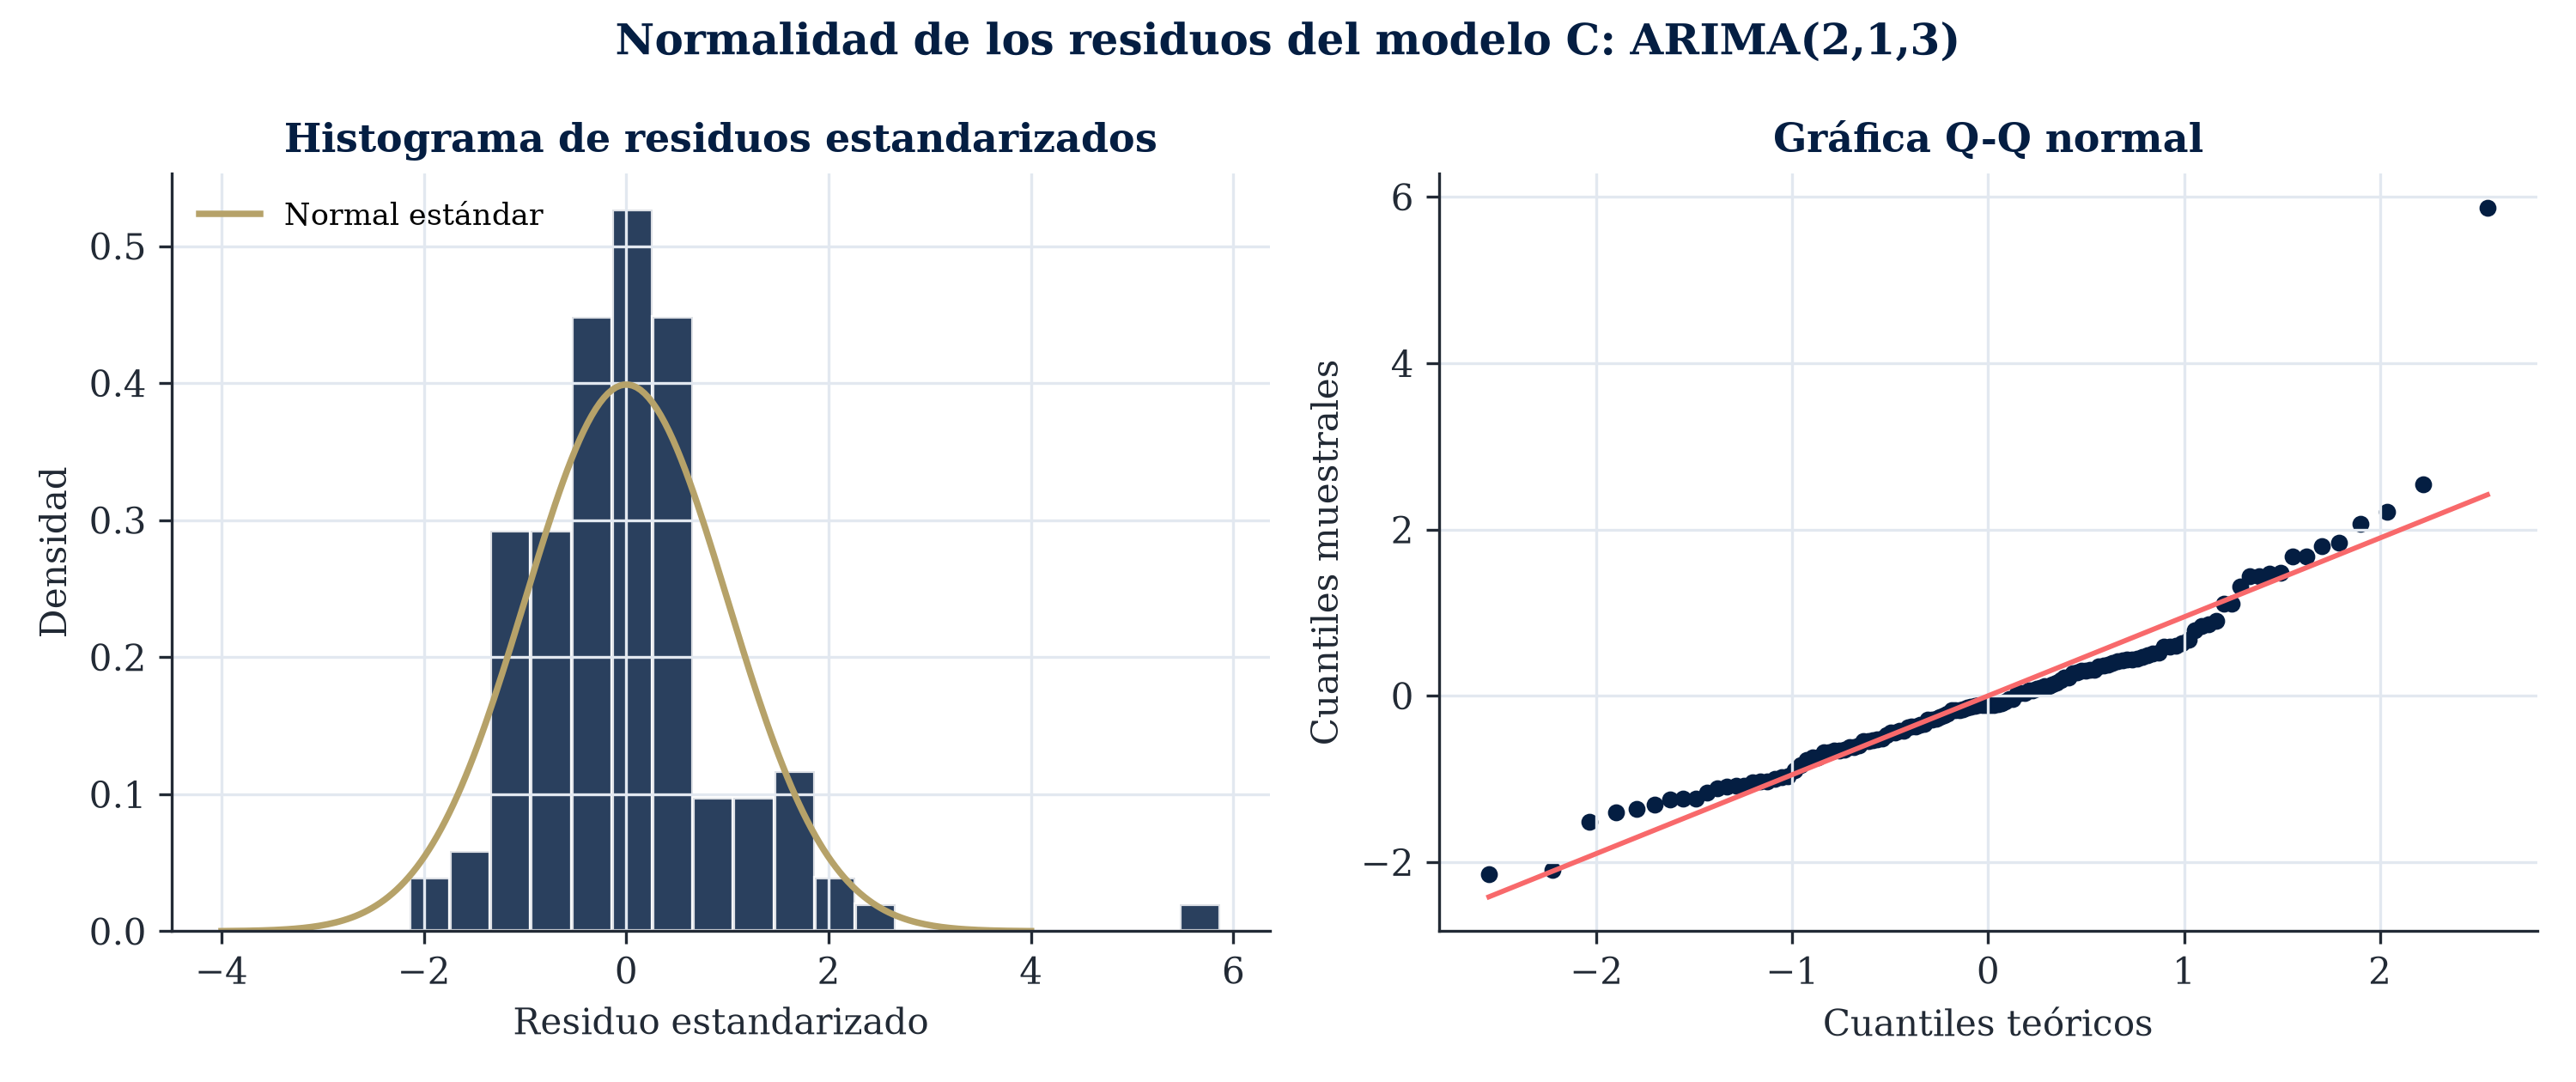 Normalidad de los residuos del modelo C: ARIMA(2,1,3)
Histograma de residuos estandarizados
Normal estándar
Densidad
0.5
0.4
0.3
0.2
0.1
0.0
−4 −2 0 2 4 6
Residuo estandarizado
Gráfica Q-Q normal
Cuantiles muestrales
6
4
2
0
−2
−2 −1 0 1 2
Cuantiles teóricos